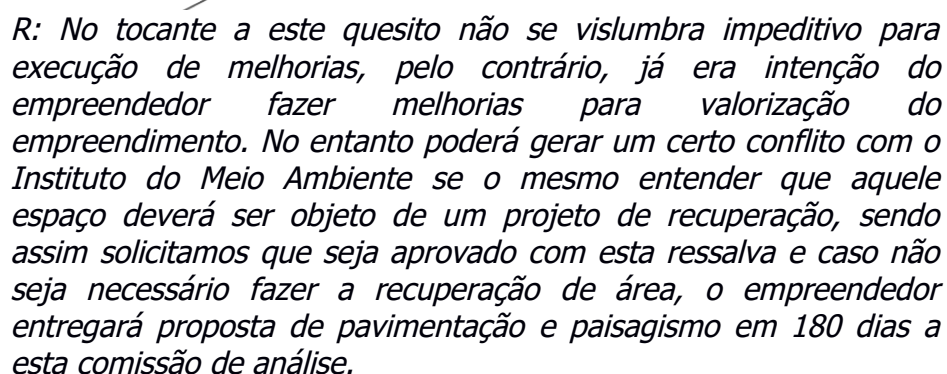 R: No tocante a este quesito não se vislumbra impeditivo para
execução de melhorias, pelo contrário, já era intenção do
empreendedor fazer melhorias para valorização do
empreendimento. No entanto poderá gerar um certo conflito com o
Instituto do Meio Ambiente se o mesmo entender que aquele
espaço deverá ser objeto de um projeto de recuperação, sendo
assim solicitamos que seja aprovado com esta ressalva e caso não
seja necessário fazer a recuperação de área, o empreendedor
entregará proposta de pavimentação e paisagismo em 180 dias a
esta comissão de análise.